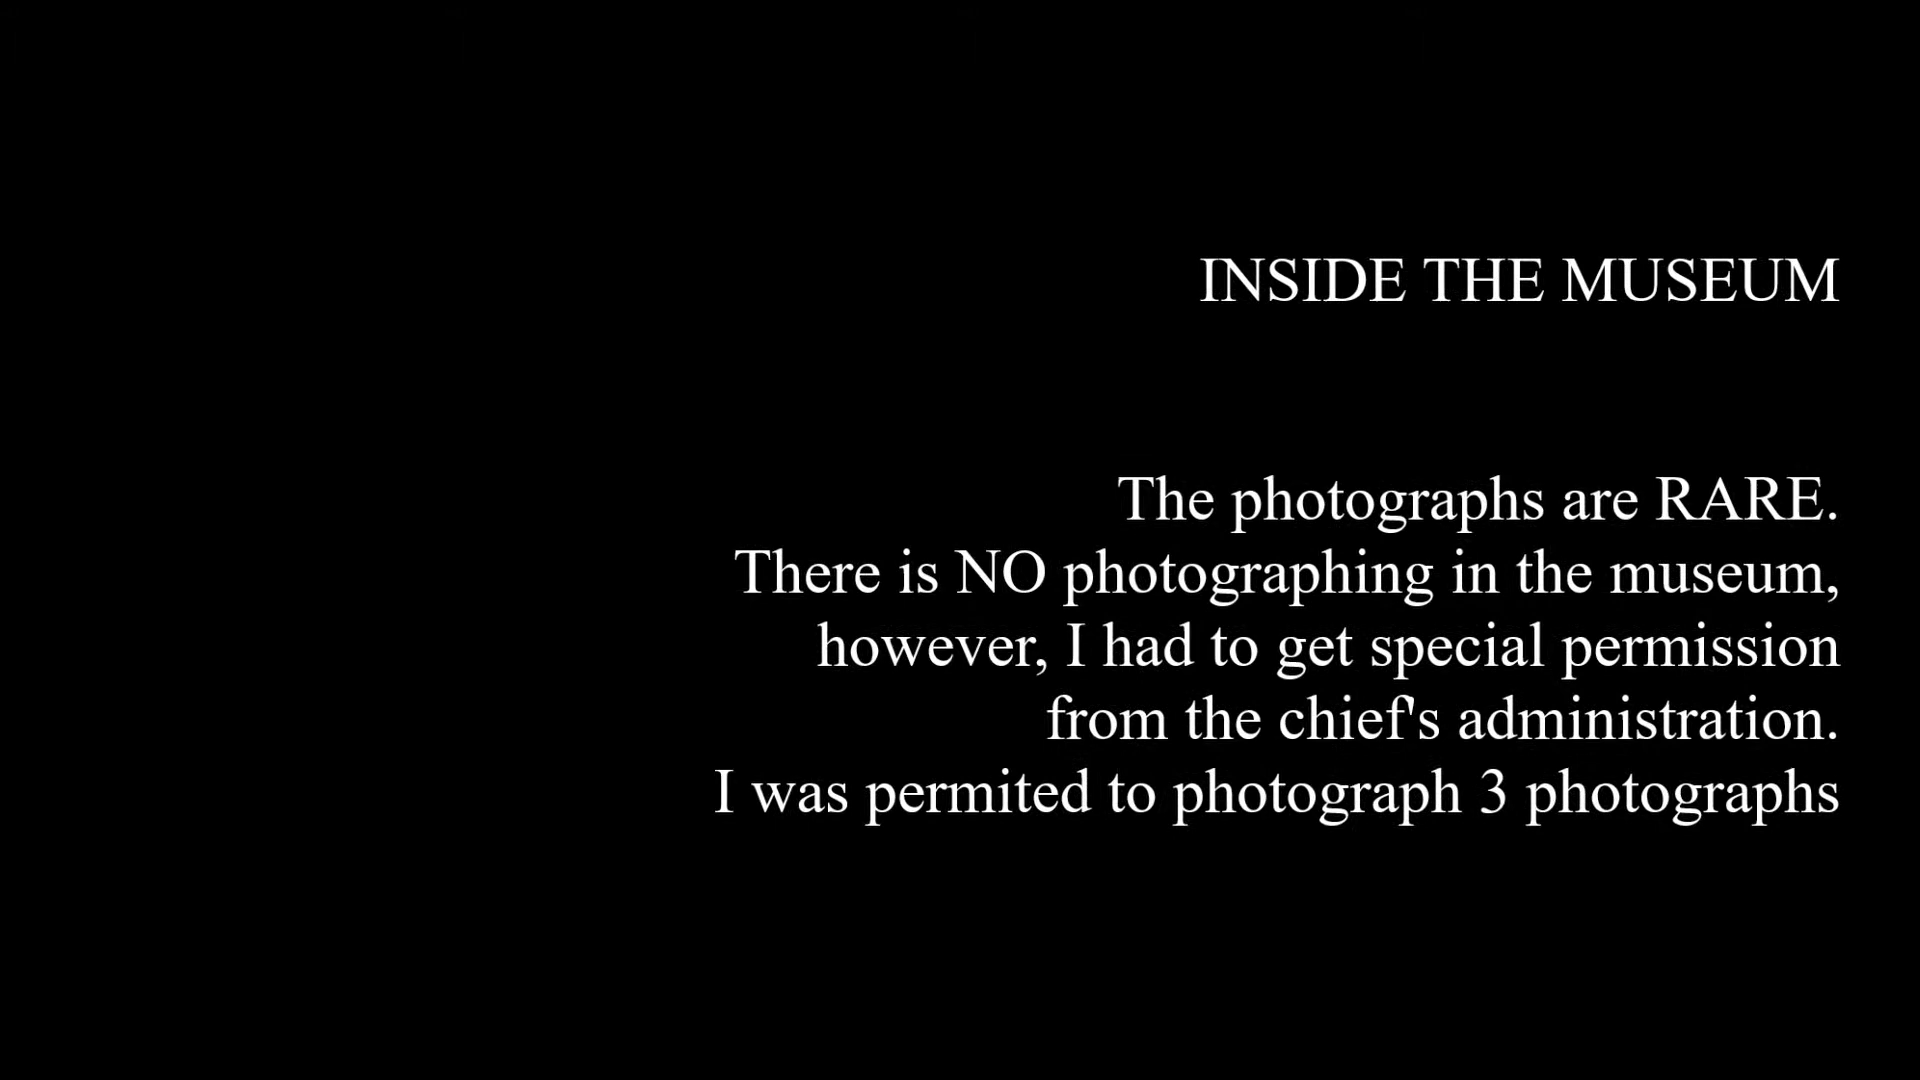 INSIDE THE MUSEUM
The photographs are RARE.
There is NO photographing in the museum,
however, I had to get special permission
from the chief's administration.
I was permited to photograph 3 photographs